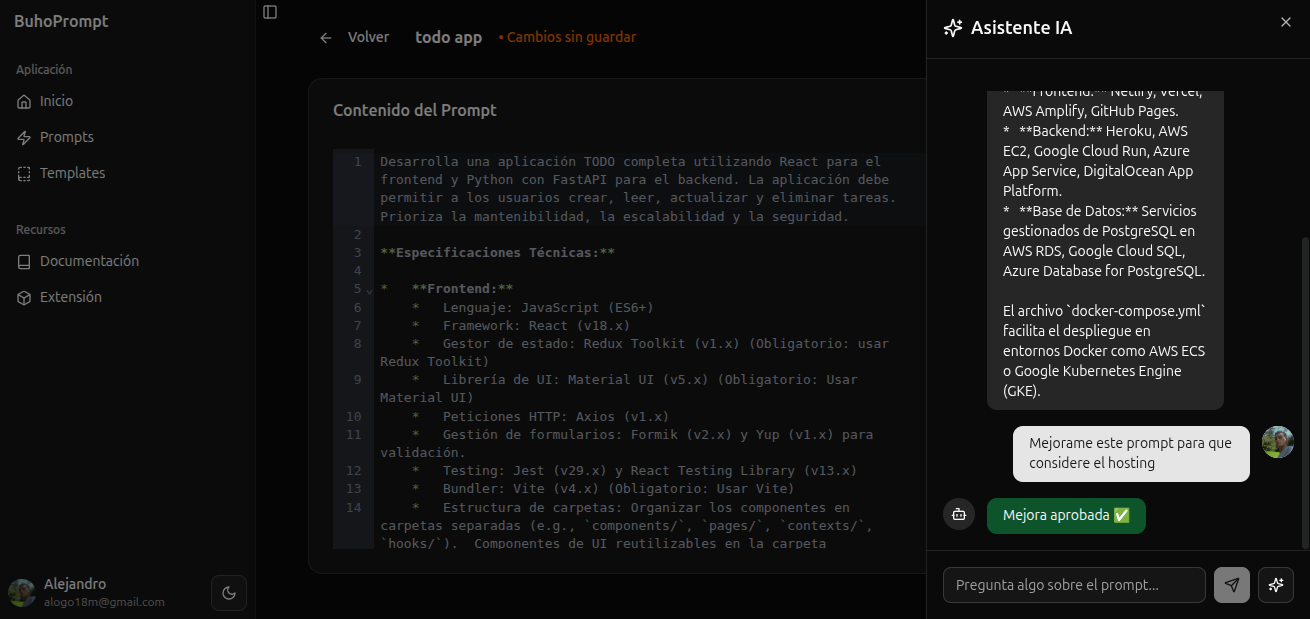 BuhoPrompt
Aplicación
Inicio
Prompts
Templates
Recursos
Documentación
Extensión
Alejandro
alogo18m@gmail.com
Volver
todo app
• Cambios sin guardar
Contenido del Prompt
1 Desarrolla una aplicación TODO completa utilizando React para el
frontend y Python con FastAPI para el backend. La aplicación debe
permitir a los usuarios crear, leer, actualizar y eliminar tareas.
Prioriza la mantenibilidad, la escalabilidad y la seguridad.
2
3 **Especificaciones Técnicas:**
4
5 *   **Frontend:**
6     *   Lenguaje: JavaScript (ES6+)
7     *   Framework: React (v18.x)
8     *   Gestor de estado: Redux Toolkit (v1.x) (Obligatorio: usar
Redux Toolkit)
9     *   Librería de UI: Material UI (v5.x) (Obligatorio: Usar
Material UI)
10     *   Peticiones HTTP: Axios (v1.x)
11     *   Gestión de formularios: Formik (v2.x) y Yup (v1.x) para
validación.
12     *   Testing: Jest (v29.x) y React Testing Library (v13.x)
13     *   Bundler: Vite (v4.x) (Obligatorio: Usar Vite)
14     *   Estructura de carpetas: Organizar los componentes en
carpetas separadas (e.g., `components/`, `pages/`, `contexts/`,
`hooks/`).  Componentes de UI reutilizables en la carpeta
Asistente IA
*   **Frontend:** Netlify, Vercel,
AWS Amplify, GitHub Pages.
*   **Backend:** Heroku, AWS
EC2, Google Cloud Run, Azure
App Service, DigitalOcean App
Platform.
*   **Base de Datos:** Servicios
gestionados de PostgreSQL en
AWS RDS, Google Cloud SQL,
Azure Database for PostgreSQL.
El archivo `docker-compose.yml`
facilita el despliegue en
entornos Docker como AWS ECS
o Google Kubernetes Engine
(GKE).
Mejorame este prompt para que
considere el hosting
Mejora aprobada ✅
Pregunta algo sobre el prompt...